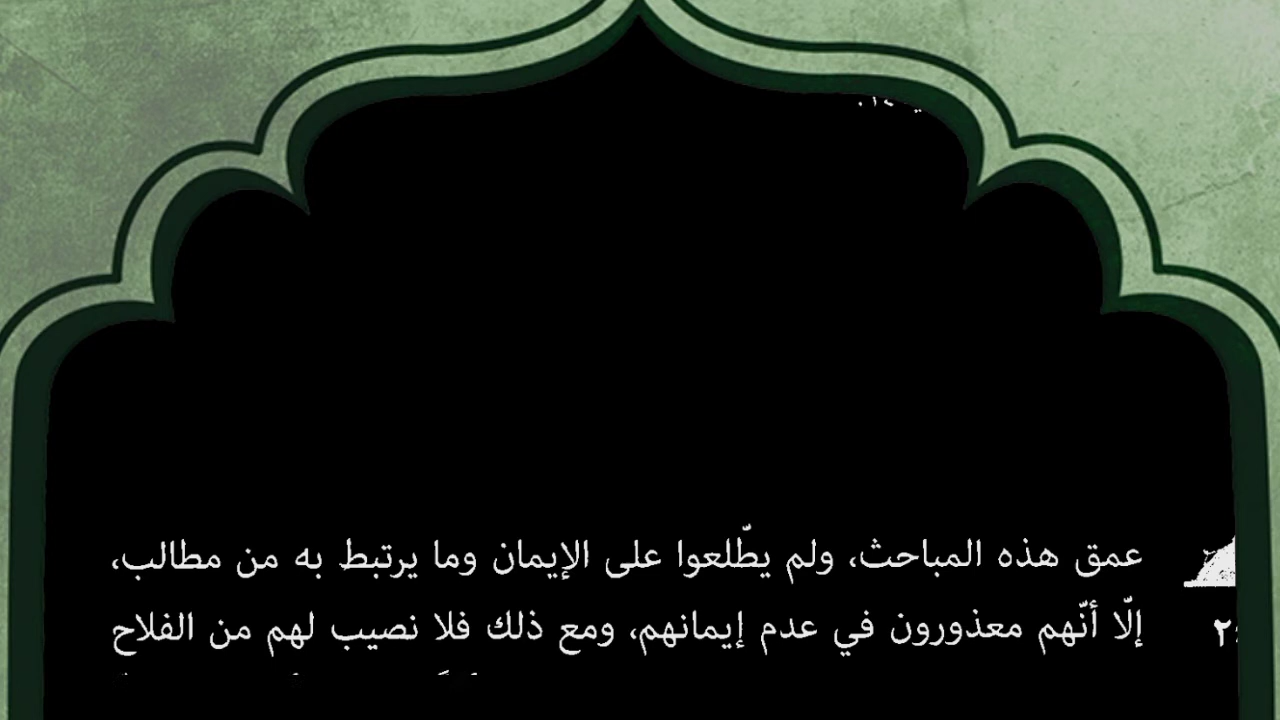 عمق هذه المباحث، ولم يطّلعوا على الإيمان وما يرتبط به من مطالب،
إلّا أنّهم معذورون في عدم إيمانهم، ومع ذلك فلا نصيب لهم من الفلاح